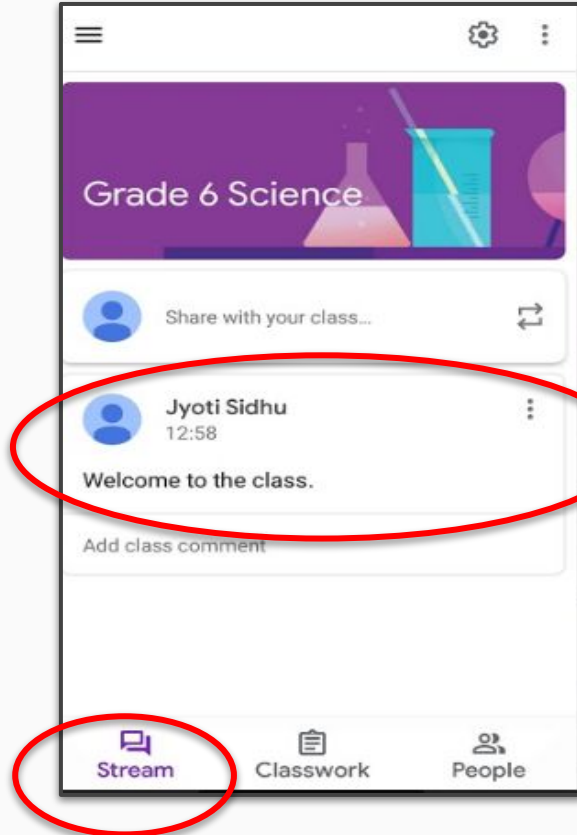 Grade 6 Science
Share with your class...
Jyoti Sidhu
12:58
Welcome to the class.
Add class comment
Stream Classwork People